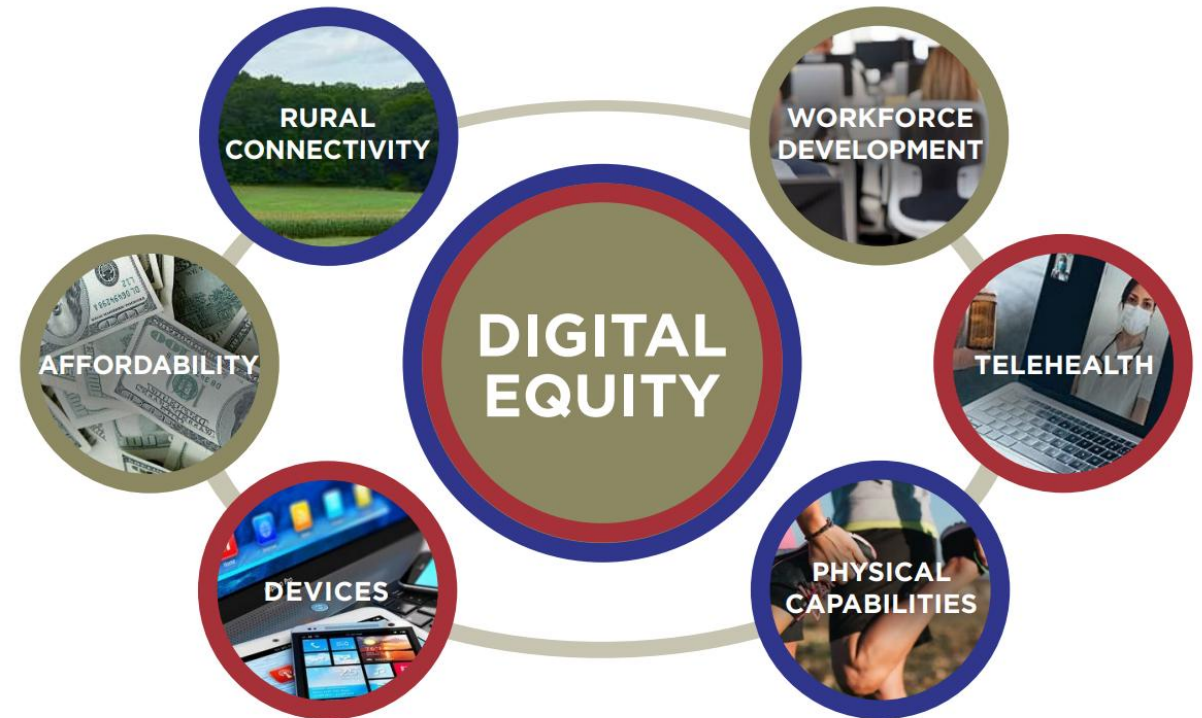 RURAL
CONNECTIVITY
WORKFORCE
DEVELOPMENT
DIGITAL
EQUITY
AFFORDABILITY
TELEHEALTH
DEVICES
PHYSICAL
CAPABILITIES